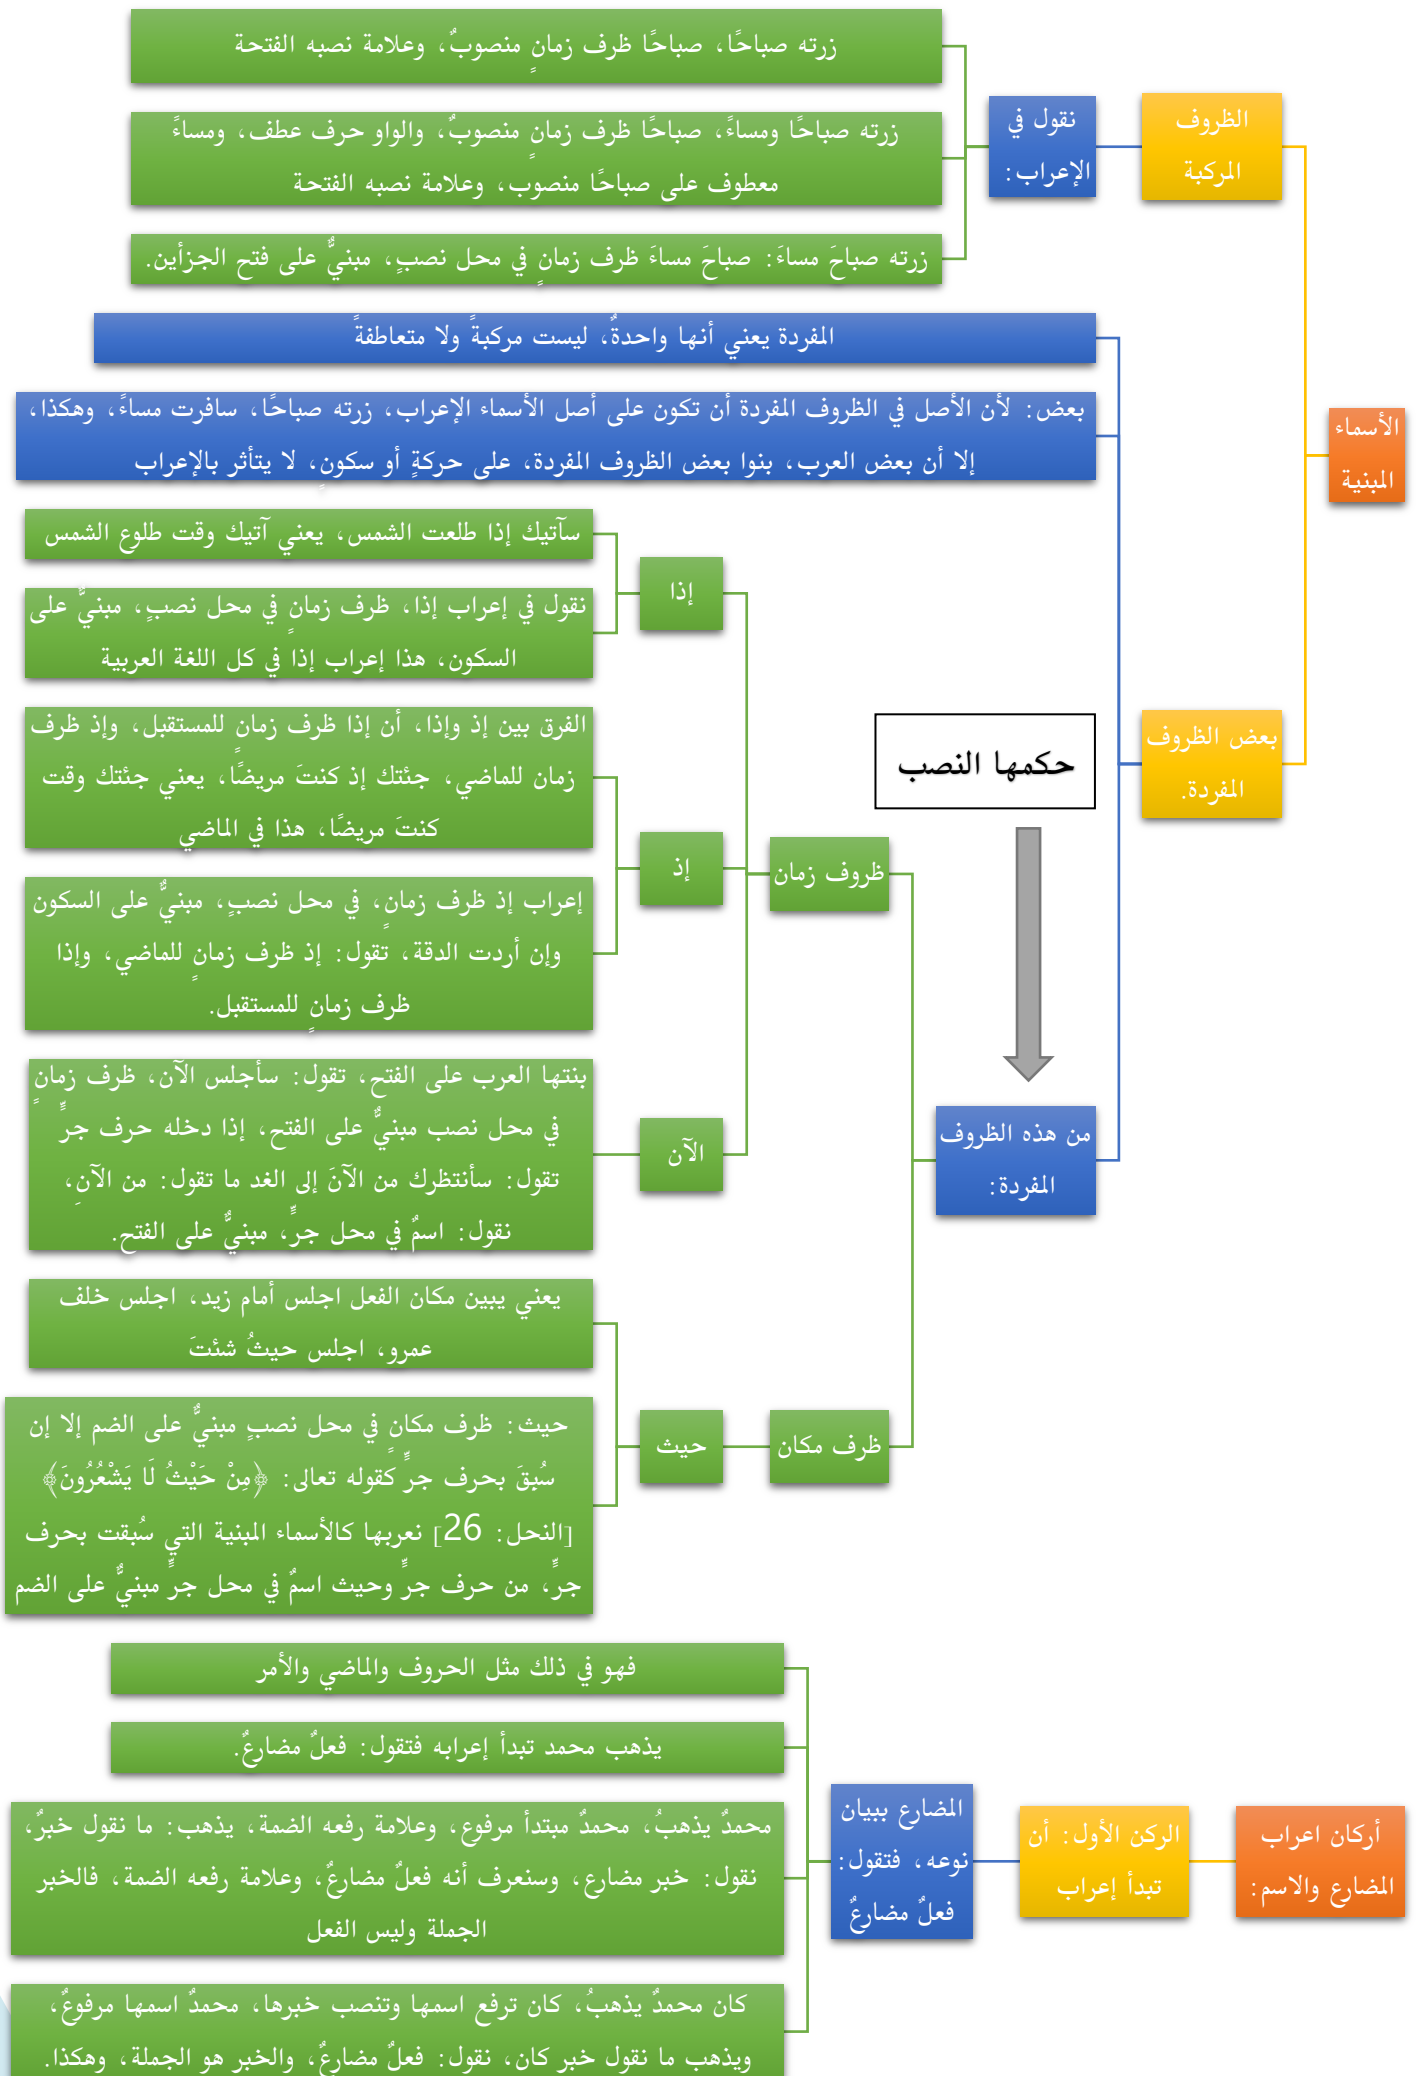 الأسماء
المبنية
الظروف
المركبة
نقول في
الإعراب:
زرته صباحًا، صباحًا ظرف زمانٍ منصوبٌ، وعلامة نصبه الفتحة
زرته صباحًا ومساءً، صباحًا ظرف زمانٍ منصوبٌ، والواو حرف عطف، ومساءً
معطوف على صباحًا منصوب، وعلامة نصبه الفتحة
زرته صباحَ مساءَ: صباحَ مساءَ ظرف زمانٍ في محل نصبٍ، مبنيٌّ على فتح الجزأين.
بعض الظروف
المفردة.
المفردة يعني أنها واحدةٌ، ليست مركبةً ولا متعاطفةً
بعض: لأن الأصل في الظروف المفردة أن تكون على أصل الأسماء الإعراب، زرته صباحًا، سافرت مساءً، وهكذا،
إلا أن بعض العرب، بنوا بعض الظروف المفردة، على حركةٍ أو سكونٍ، لا يتأثر بالإعراب
حكمها النصب
من هذه الظروف
المفردة:
ظروف زمان
إذا
سآتيك إذا طلعت الشمس، يعني آتيك وقت طلوع الشمس
نقول في إعراب إذا، ظرف زمانٍ في محل نصبٍ، مبنيٌّ على
السكون، هذا إعراب إذا في كل اللغة العربية
إذ
الفرق بين إذ وإذا، أن إذا ظرف زمانٍ للمستقبل، وإذ ظرف
زمان للماضي، جئتك إذ كنتَ مريضًا، يعني جئتك وقت
كنتَ مريضًا، هذا في الماضي
إعراب إذ ظرف زمانٍ، في محل نصبٍ، مبنيٌّ على السكون
وإن أردت الدقة، تقول: إذ ظرف زمانٍ للماضي، وإذا
ظرف زمانٍ للمستقبل.
الآن
بنتها العرب على الفتح، تقول: سأجلس الآن، ظرف زمانٍ
في محل نصب مبنيٌّ على الفتح، إذا دخله حرف جرٍّ
تقول: سأنتظرك من الآنَ إلى الغد ما تقول: من الآنِ،
نقول: اسمٌ في محل جرٍّ، مبنيٌّ على الفتح.
ظرف مكان
حيث
يعني يبين مكان الفعل اجلس أمام زيد، اجلس خلف
عمرو، اجلس حيثُ شئتَ
حيث: ظرف مكانٍ في محل نصبٍ مبنيٌّ على الضم إلا إن
سُبقَ بحرف جرٍّ كقوله تعالى: ﴿مِنْ حَيْثُ لَا يَشْعُرُونَ﴾
[النحل: 26] نعربها كالأسماء المبنية التي سُبقت بحرف
جرٍّ، من حرف جرٍّ وحيث اسمٌ في محل جرٍّ مبنيٌّ على الضم
أركان اعراب
المضارع والاسم:
الركن الأول: أن
تبدأ إعراب
المضارع ببيان
نوعه، فتقول:
فعلٌ مضارعٌ
فهو في ذلك مثل الحروف والماضي والأمر
يذهب محمد تبدأ إعرابه فتقول: فعلٌ مضارعٌ.
محمدٌ يذهبُ، محمدٌ مبتدأ مرفوع، وعلامة رفعه الضمة، يذهب: ما نقول خبرٌ،
نقول: خبر مضارع، وسنعرف أنه فعلٌ مضارعٌ، وعلامة رفعه الضمة، فالخبر
الجملة وليس الفعل
كان محمدٌ يذهبُ، كان ترفع اسمها وتنصب خبرها، محمدٌ اسمها مرفوعٌ،
ويذهب ما نقول خبر كان، نقول: فعلٌ مضارعٌ، والخبر هو الجملة، وهكذا.